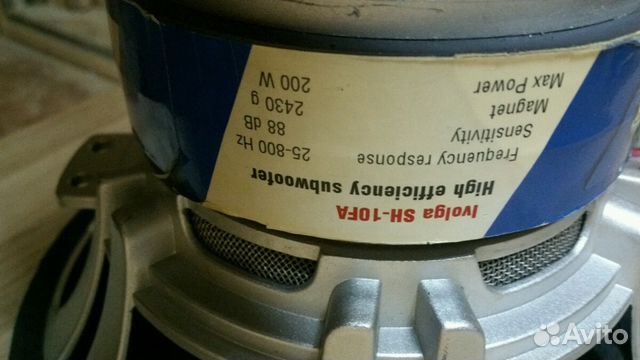 Ivolga SH-10FA
High efficiency subwoofer
Frequency response 25-800 Hz
Sensitivity 88 dB
Magnet 2430 g
Max Power 200 W
Avito